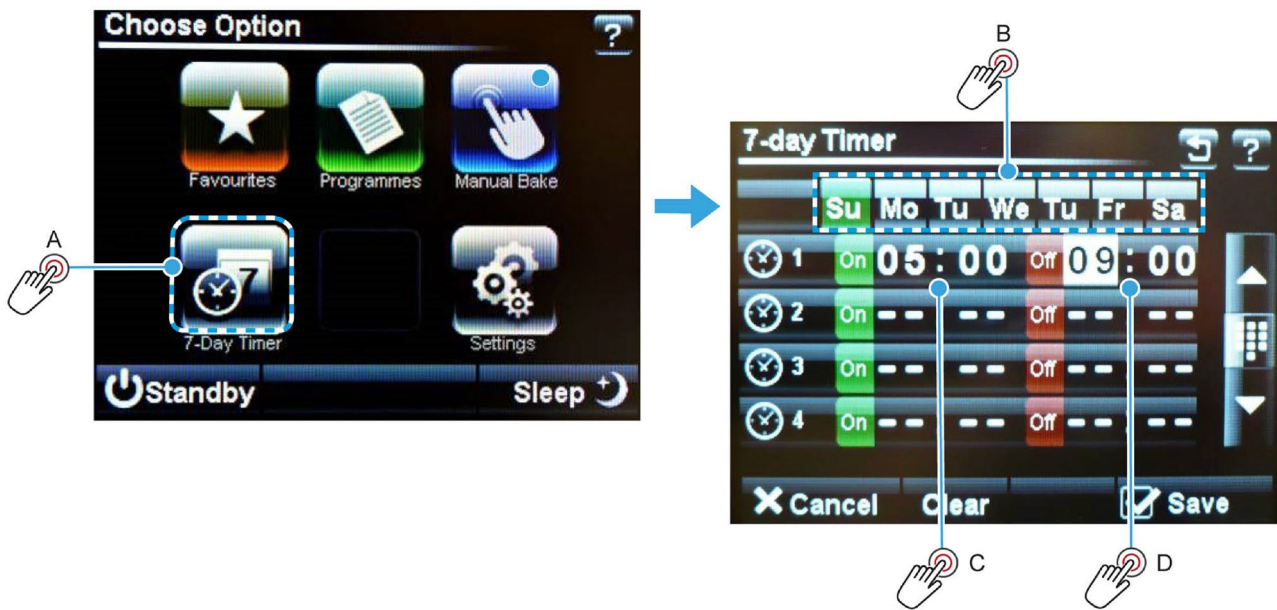 Choose Option
?
Favourites
Programmes
Manual Bake
A
7
7-Day Timer
Settings
Standby
Sleep
B
7-day Timer
?
Su Mo Tu We Tu Fr Sa
1 On 05:00 Off 09:00
2 On -- -- Off -- --
3 On -- -- Off -- --
4 On -- : -- Off -- : --
Cancel Clear Save
C
D